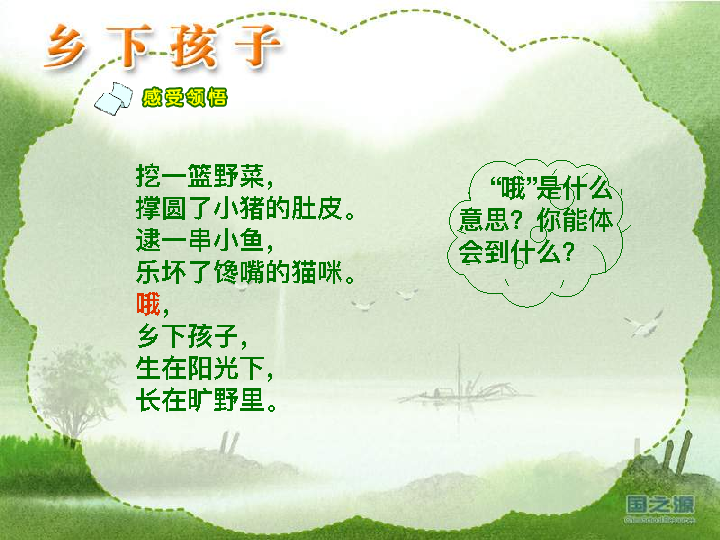 乡下孩子
感受领悟
挖一篮野菜，
撑圆了小猪的肚皮。
逮一串小鱼，
乐坏了馋嘴的猫咪。
哦，
乡下孩子，
生在阳光下，
长在旷野里。
“哦”是什么
意思？你能体
会到什么？
国之源